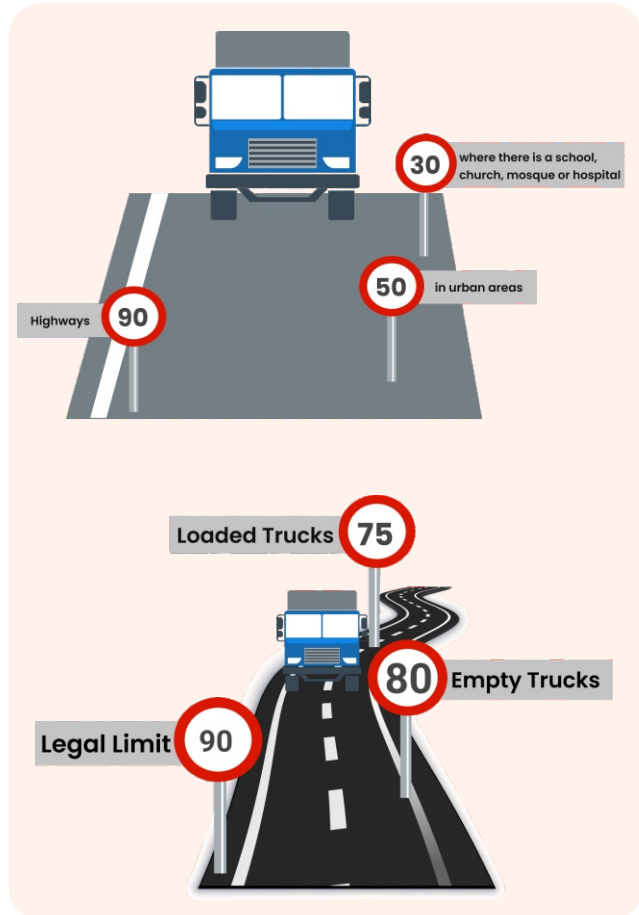 30
where there is a school,
church, mosque or hospital
50
in urban areas
Highways
90
Loaded Trucks
75
80
Empty Trucks
Legal Limit
90